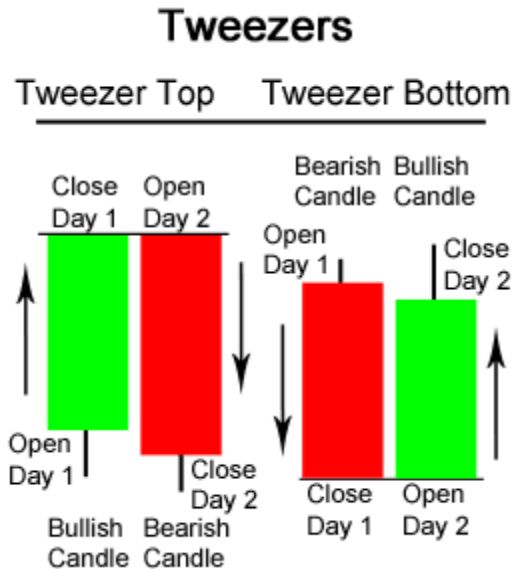 Tweezers
Tweezer Top
Tweezer Bottom
Close
Day 1
Open
Day 2
Open
Day 1
Close
Day 2
Bullish
Candle
Bearish
Candle
Bearish
Candle
Bullish
Candle
Open
Day 1
Close
Day 2
Close
Day 1
Open
Day 2